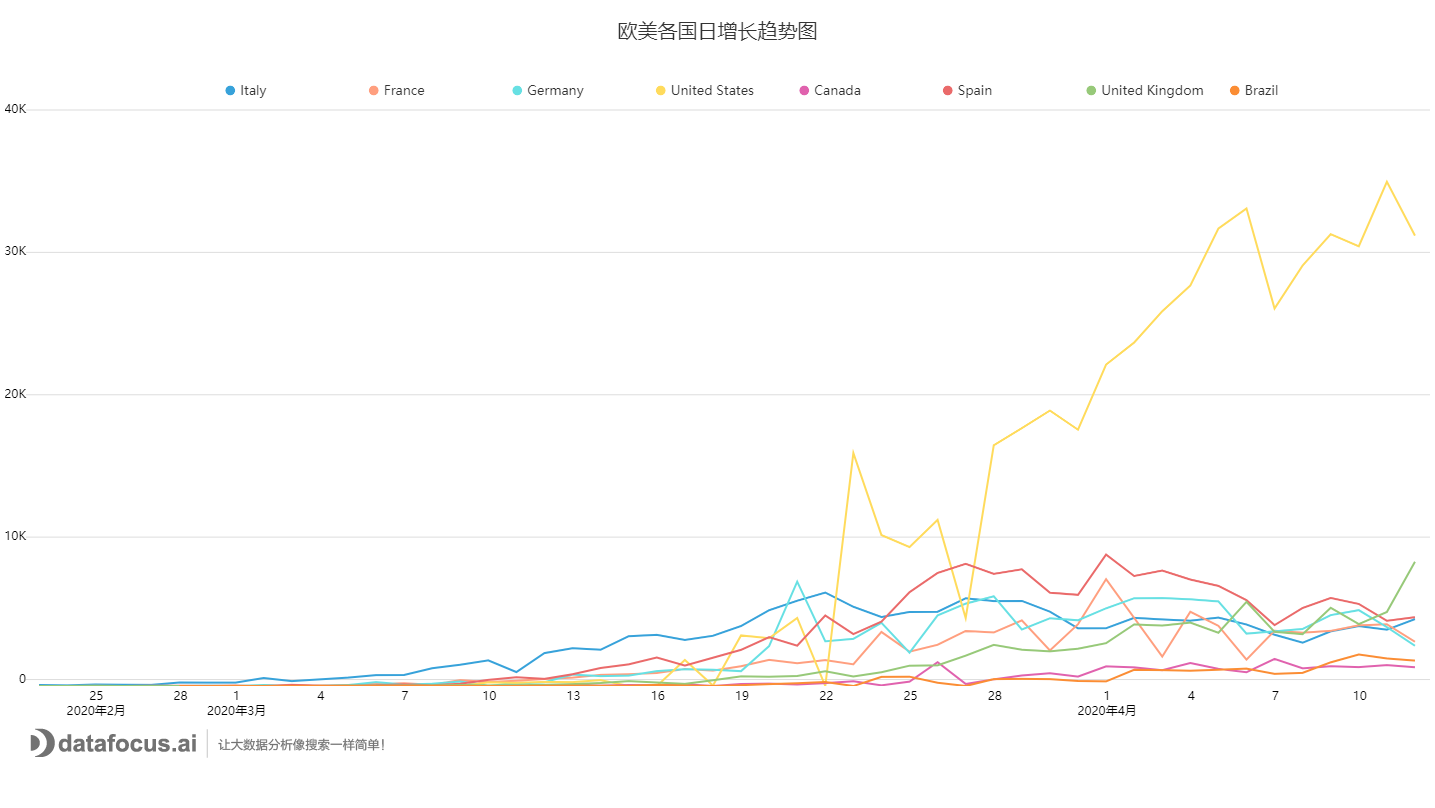 欧美各国日增长趋势图
Italy France Germany United States Canada Spain United Kingdom Brazil
40K
30K
20K
10K
0
25 28 1 4 7 10 13 16 19 22 25 28 1 4 7 10
2020年2月 2020年3月 2020年4月
datafocus.ai 让大数据分析像搜索一样简单!